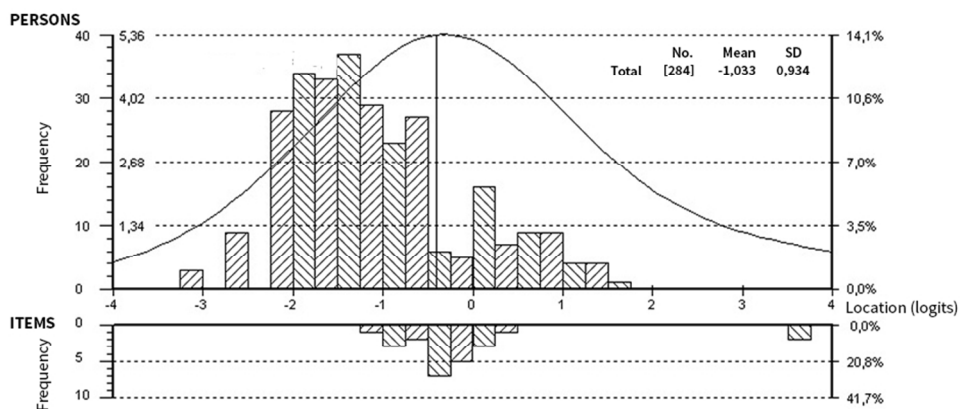 PERSONS
40 5,36 14,1%
No. Mean SD
Total [284] -1,033 0,934
30 4,02 10,6%
Frequency
20 2,68 7,0%
10 1,34 3,5%
0 0,0%
-4 -3 -2 -1 0 1 2 3 4 Location (logits)
ITEMS 0 0,0%
Frequency
5 20,8%
10 41,7%